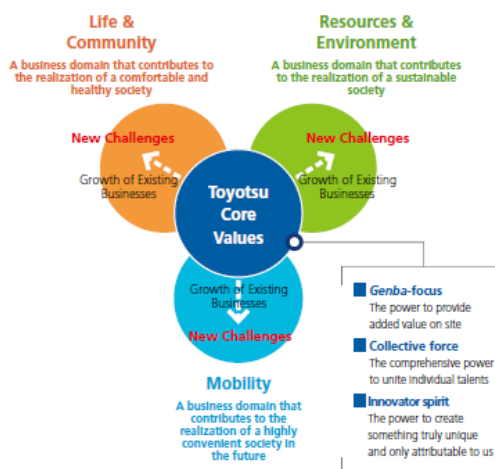 Life &
Community
A business domain that contributes to
the realization of a comfortable and
healthy society
Resources &
Environment
A business domain that contributes
to the realization of a sustainable
society
New Challenges
Growth of Existing
Businesses
New Challenges
Growth of Existing
Businesses
Toyotsu
Core
Values
Growth of Existing
Businesses
New Challenges
Mobility
A business domain that
contributes to the
realization of a highly
convenient society in
the future
Genba-focus
The power to provide
added value on site
Collective force
The comprehensive power
to unite individual talents
Innovator spirit
The power to create
something truly unique
and only attributable to us